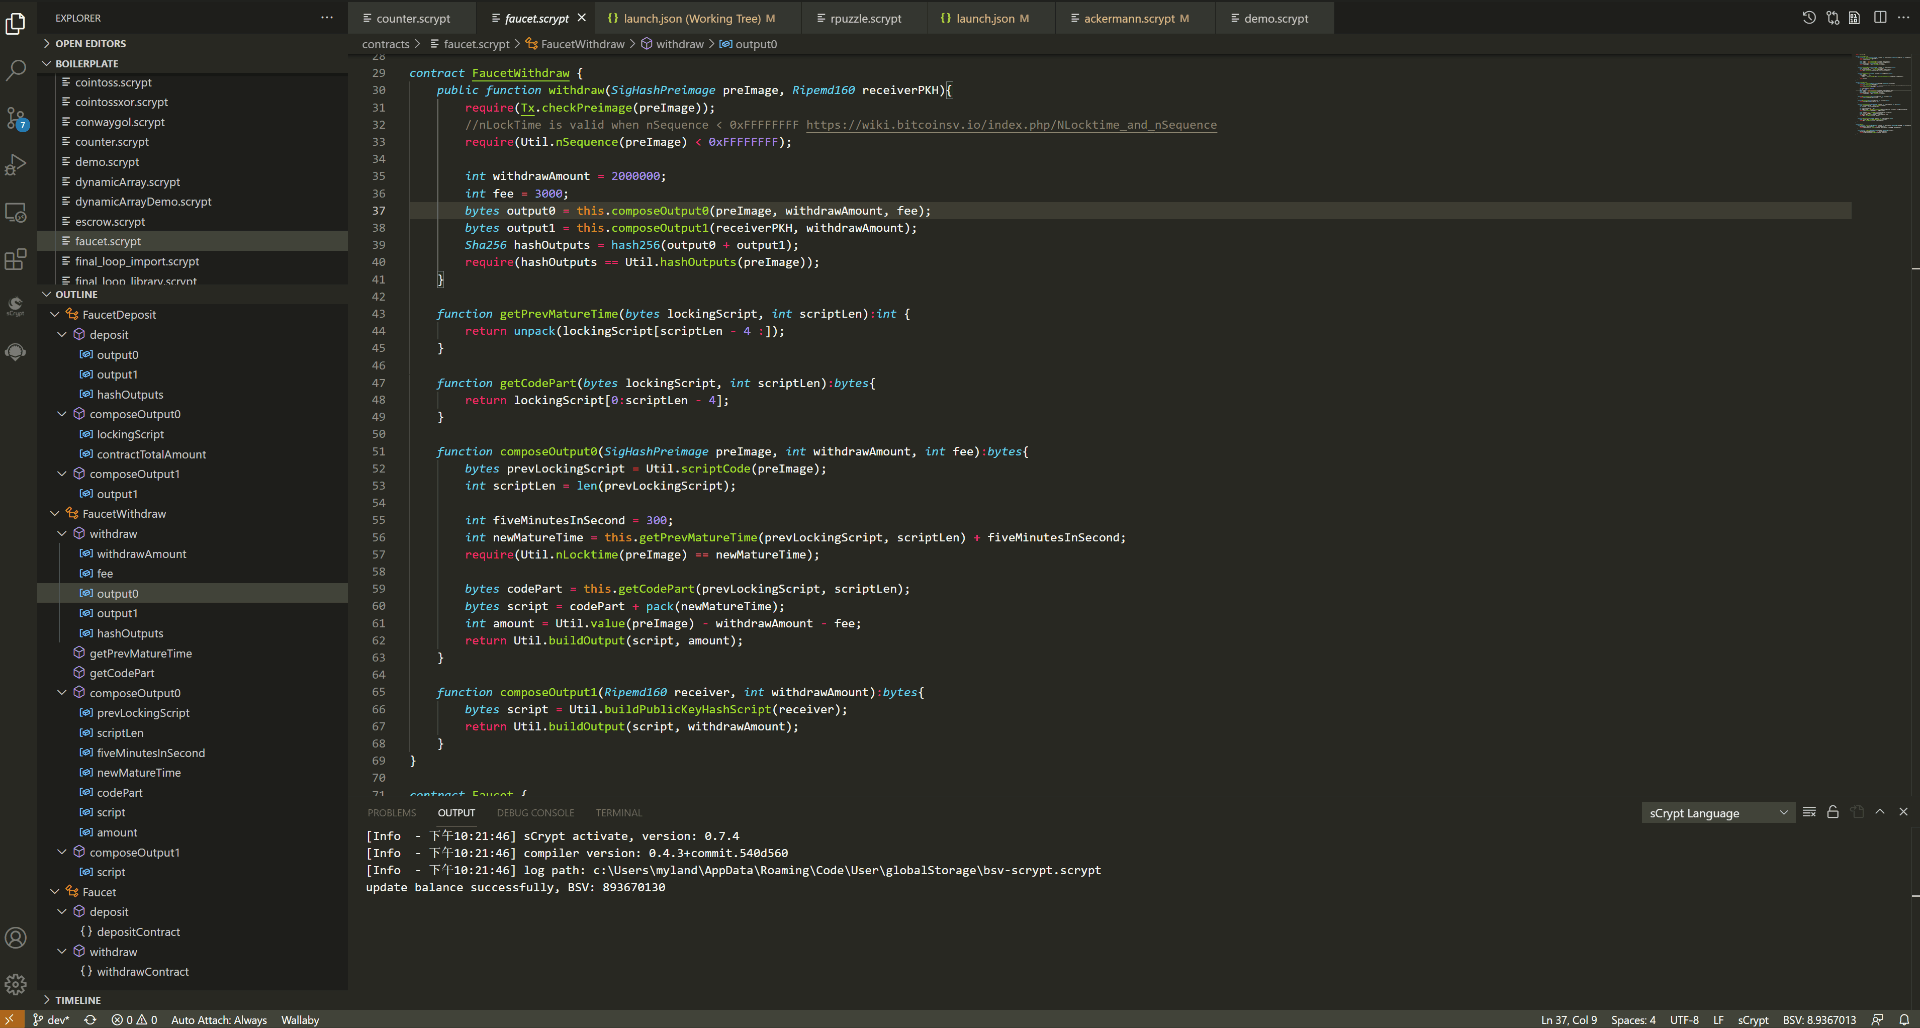 EXPLORER
OPEN EDITORS
BOILERPLATE
cointoss.scrypt
cointossxor.scrypt
conwaygol.scrypt
counter.scrypt
demo.scrypt
dynamicArray.scrypt
dynamicArrayDemo.scrypt
escrow.scrypt
faucet.scrypt
final_loop_import.scrypt
final_loop_library.scrypt
OUTLINE
FaucetDeposit
deposit
output0
output1
hashOutputs
composeOutput0
lockingScript
contractTotalAmount
composeOutput1
output1
FaucetWithdraw
withdraw
withdrawAmount
fee
output0
output1
hashOutputs
getPrevMatureTime
getCodePart
composeOutput0
prevLockingScript
scriptLen
fiveMinutesInSecond
newMatureTime
codePart
script
amount
composeOutput1
script
Faucet
deposit
{} depositContract
withdraw
{} withdrawContract
TIMELINE
7
sCrypt
counter.scrypt
faucet.scrypt
{} launch.json (Working Tree) M
rpuzzle.scrypt
{} launch.json M
ackermann.scrypt M
demo.scrypt
contracts > faucet.scrypt > FaucetWithdraw > withdraw > output0
28
29 contract FaucetWithdraw {
30 public function withdraw(SigHashPreimage preImage, Ripemd160 receiverPKH){
31 require(Tx.checkPreimage(preImage));
32 //nLockTime is valid when nSequence < 0xFFFFFFFF https://wiki.bitcoinsv.io/index.php/NLocktime_and_nSequence
33 require(Util.nSequence(preImage) < 0xFFFFFFFF);
34
35 int withdrawAmount = 2000000;
36 int fee = 3000;
37 bytes output0 = this.composeOutput0(preImage, withdrawAmount, fee);
38 bytes output1 = this.composeOutput1(receiverPKH, withdrawAmount);
39 Sha256 hashOutputs = hash256(output0 + output1);
40 require(hashOutputs == Util.hashOutputs(preImage));
41 }
42
43 function getPrevMatureTime(bytes lockingScript, int scriptLen):int {
44 return unpack(lockingScript[scriptLen - 4 :]);
45 }
46
47 function getCodePart(bytes lockingScript, int scriptLen):bytes{
48 return lockingScript[0:scriptLen - 4];
49 }
50
51 function composeOutput0(SigHashPreimage preImage, int withdrawAmount, int fee):bytes{
52 bytes prevLockingScript = Util.scriptCode(preImage);
53 int scriptLen = len(prevLockingScript);
54
55 int fiveMinutesInSecond = 300;
56 int newMatureTime = this.getPrevMatureTime(prevLockingScript, scriptLen) + fiveMinutesInSecond;
57 require(Util.nLocktime(preImage) == newMatureTime);
58
59 bytes codePart = this.getCodePart(prevLockingScript, scriptLen);
60 bytes script = codePart + pack(newMatureTime);
61 int amount = Util.value(preImage) - withdrawAmount - fee;
62 return Util.buildOutput(script, amount);
63 }
64
65 function composeOutput1(Ripemd160 receiver, int withdrawAmount):bytes{
66 bytes script = Util.buildPublicKeyHashScript(receiver);
67 return Util.buildOutput(script, withdrawAmount);
68 }
69 }
70
71 contract Faucet {
PROBLEMS OUTPUT DEBUG CONSOLE TERMINAL
sCrypt Language
[Info - 下午10:21:46] sCrypt activate, version: 0.7.4
[Info - 下午10:21:46] compiler version: 0.4.3+commit.540d560
[Info - 下午10:21:46] log path: c:\Users\myland\AppData\Roaming\Code\User\globalStorage\bsv-scrypt.scrypt
update balance successfully, BSV: 893670130
dev* 0 0 Auto Attach: Always Wallaby
Ln 37, Col 9 Spaces: 4 UTF-8 LF sCrypt BSV: 8.9367013